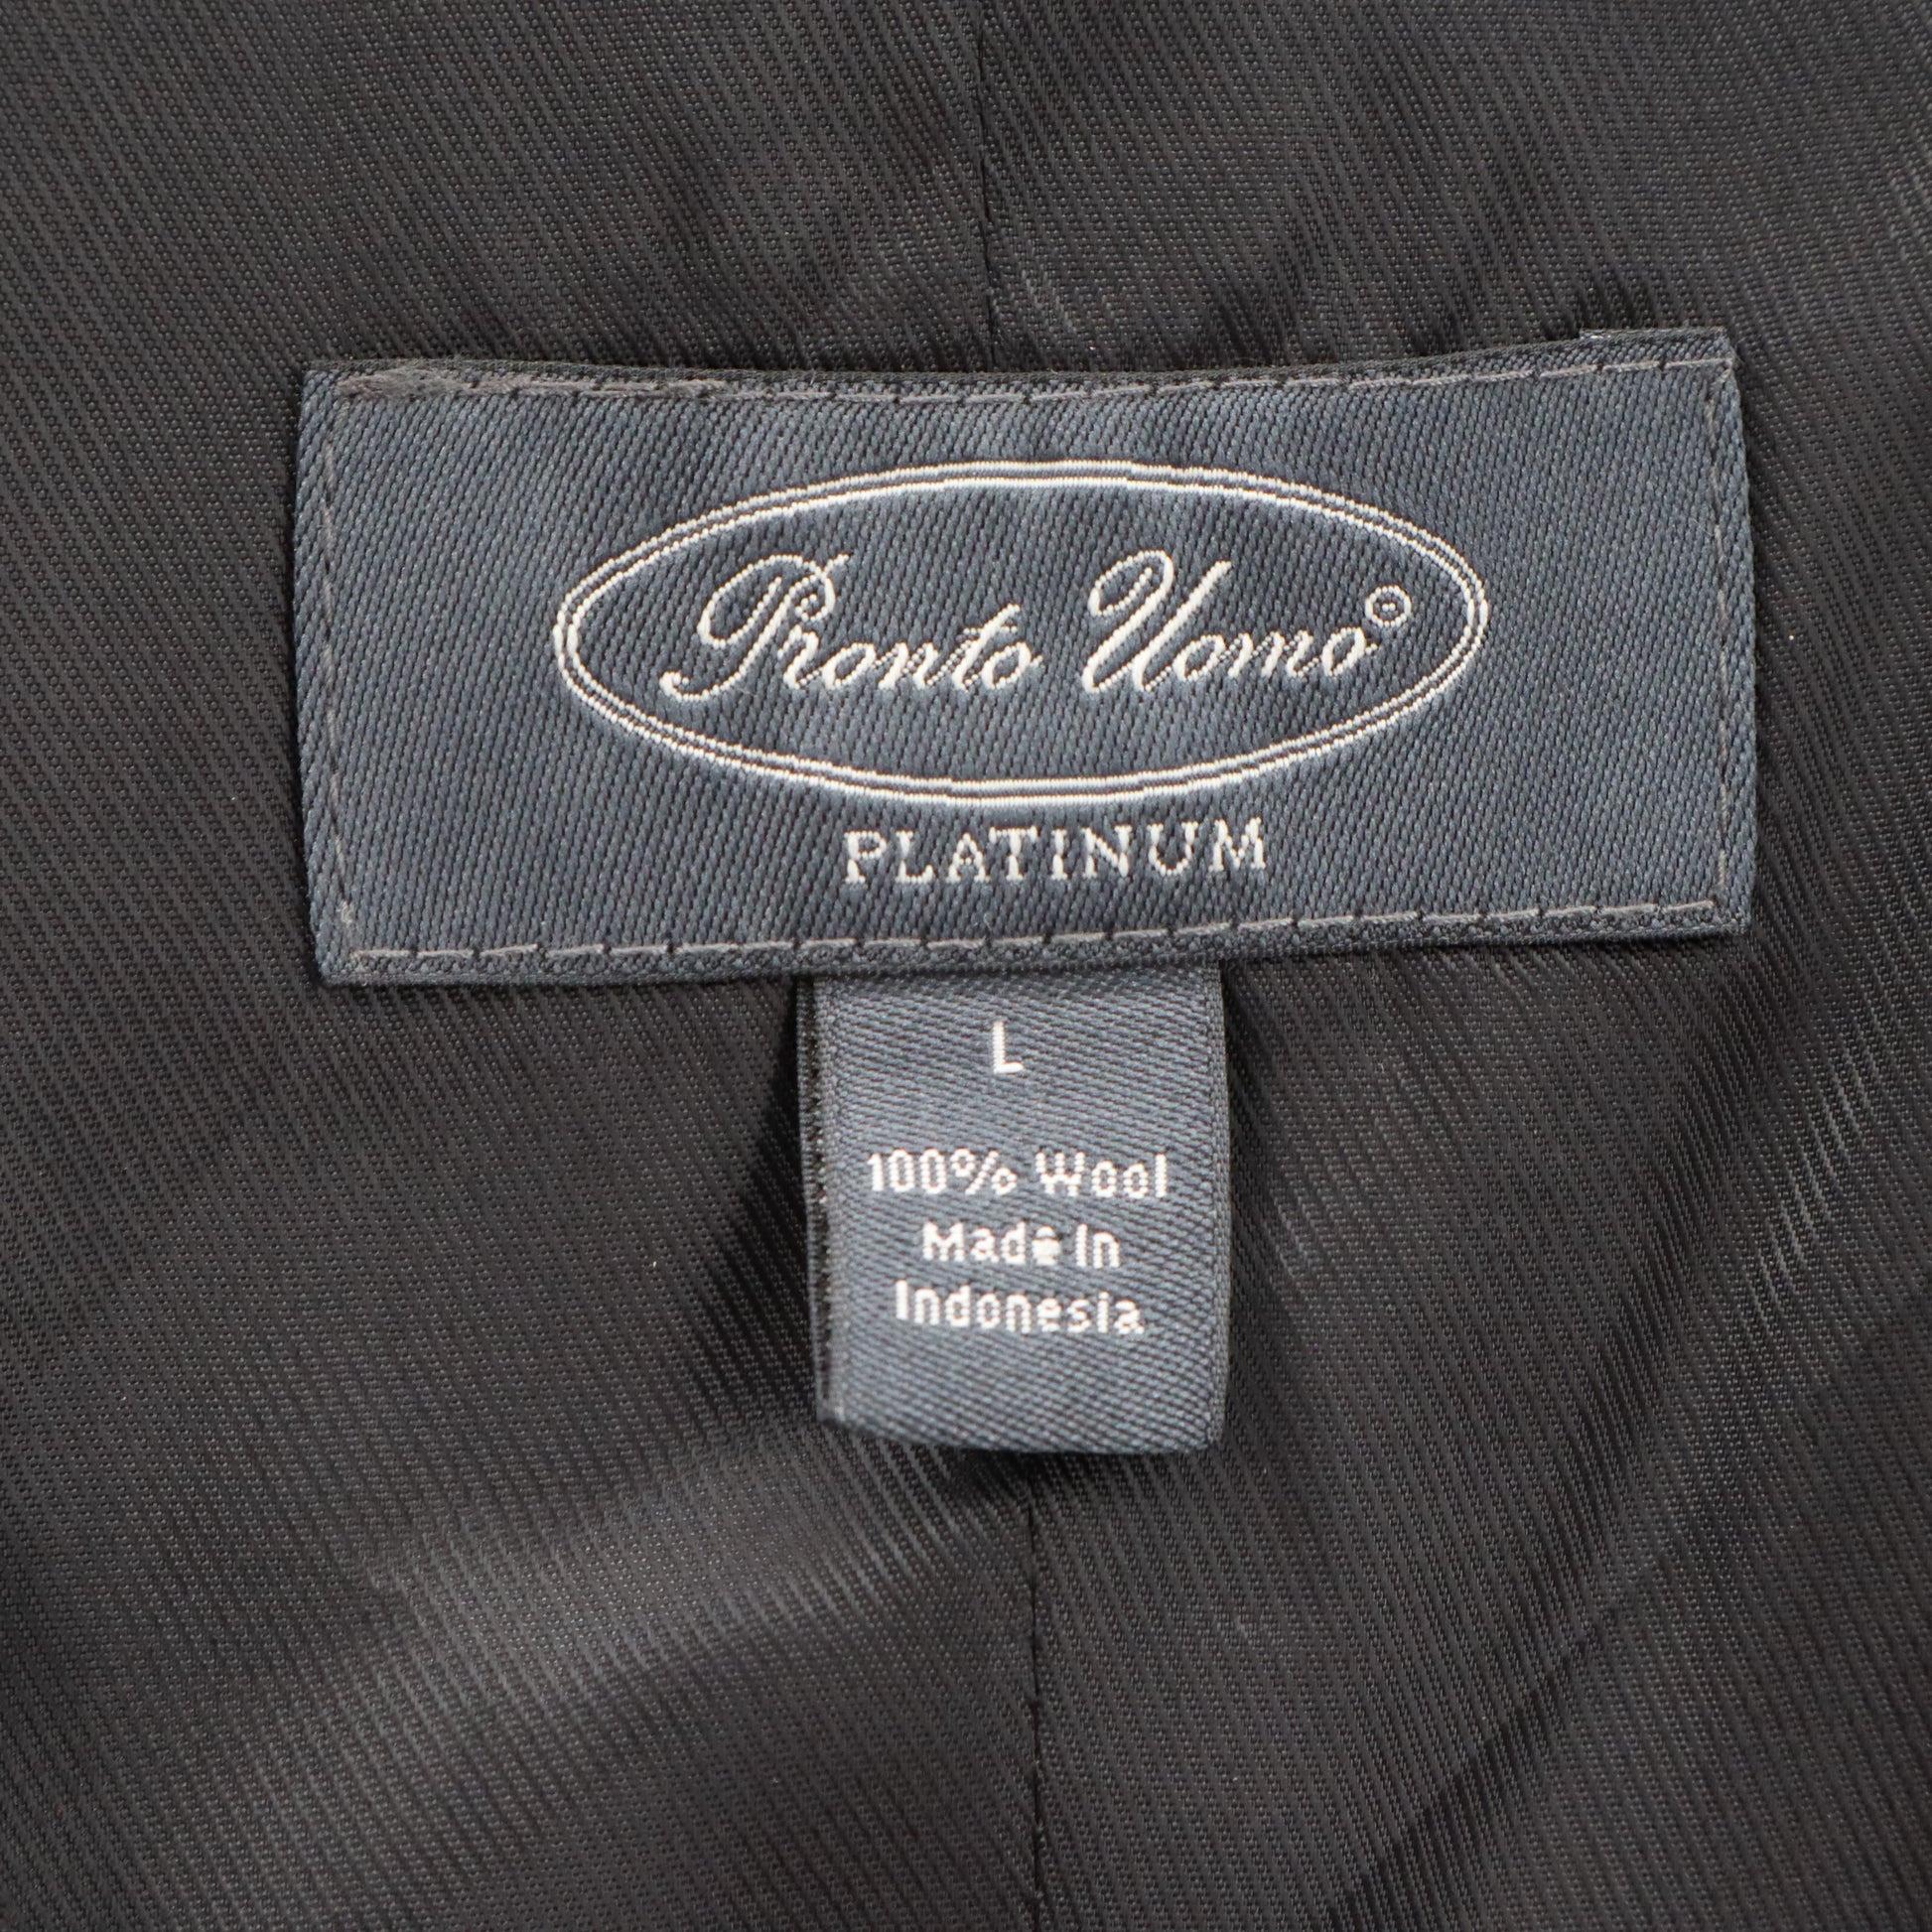 Pronto Uomo©
PLATINUM
L
100% Wool
Made In
Indonesia